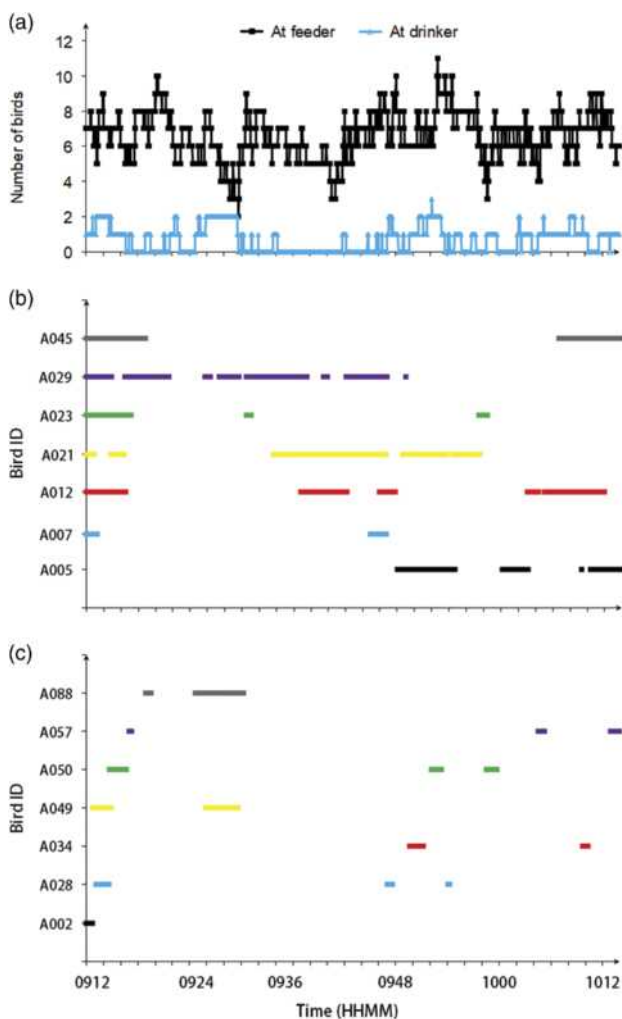 (a)
At feeder
At drinker
Number of birds
12
10
8
6
4
2
0
(b)
Bird ID
A045
A029
A023
A021
A012
A007
A005
(c)
Bird ID
A088
A057
A050
A049
A034
A028
A002
0912 0924 0936 0948 1000 1012
Time (HHMM)